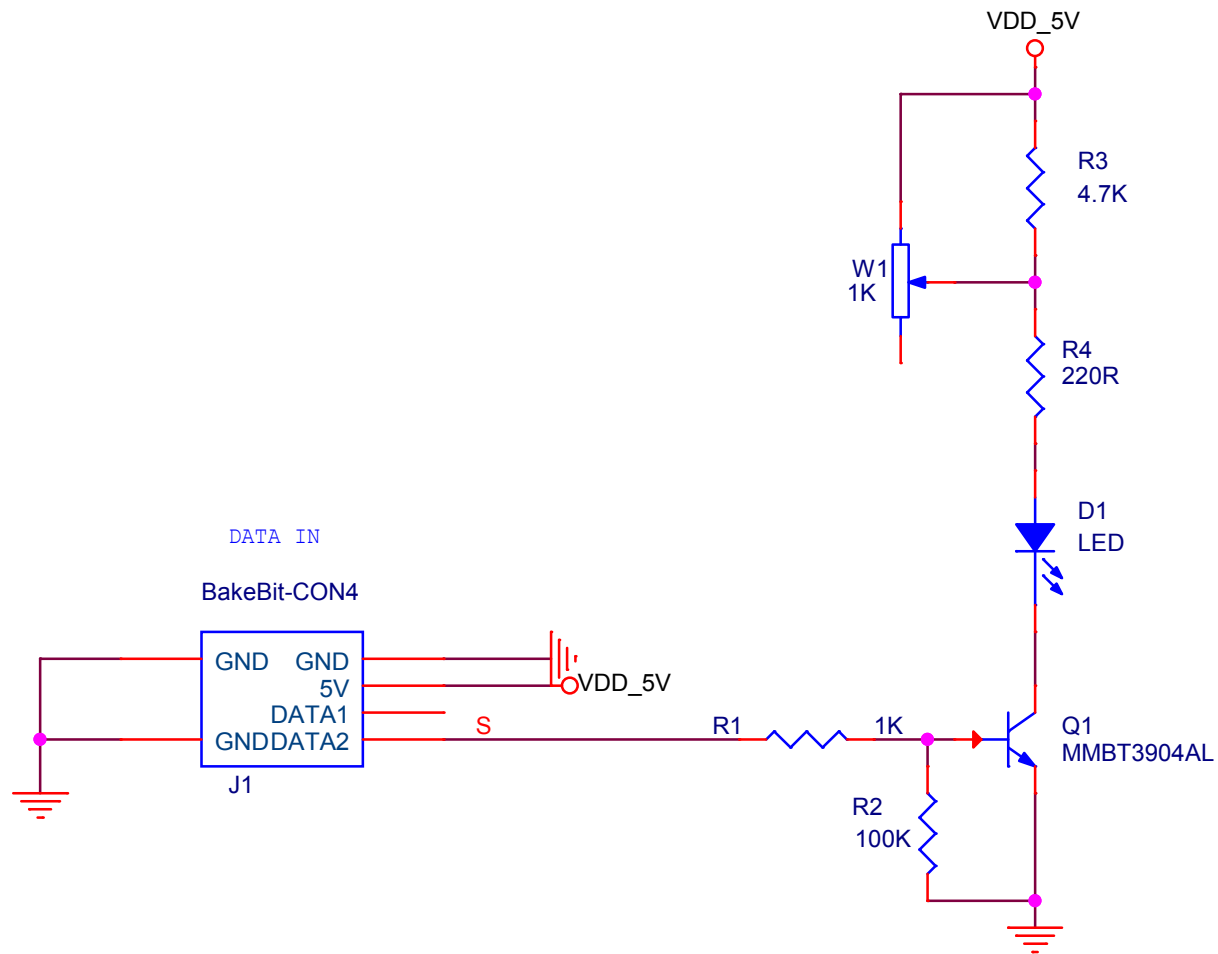 VDD_5V
R3
4.7K
W1
1K
R4
220R
D1
LED
DATA IN
BakeBit-CON4
GND GND
5V
VDD_5V
DATA1
GND DATA2
S
R1 1K
Q1
MMBT3904AL
J1
R2
100K